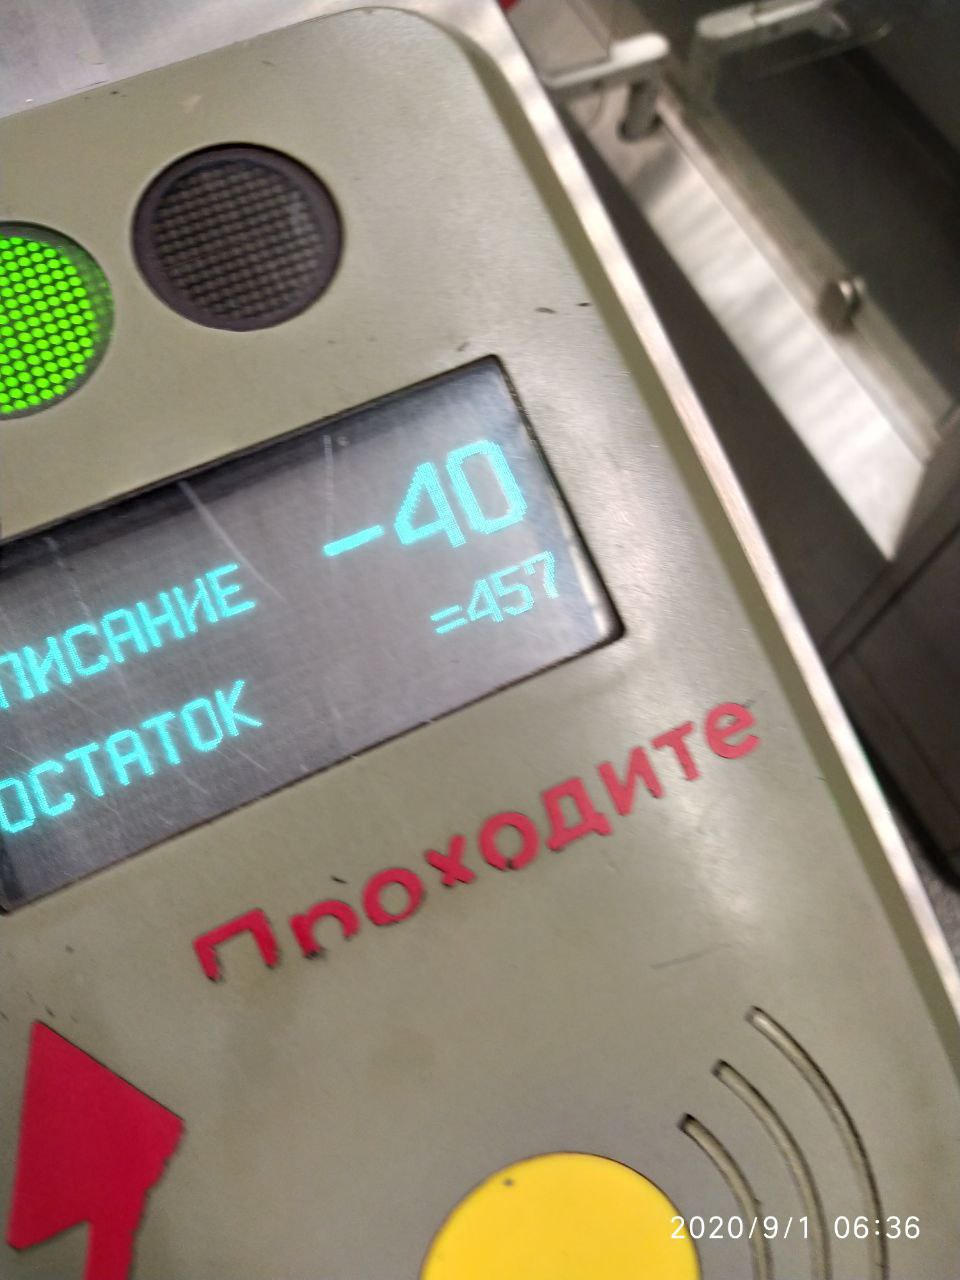 ПИСАНИЕ -40
ОСТАТОК =457
Проходите
2020/9/1 06:36